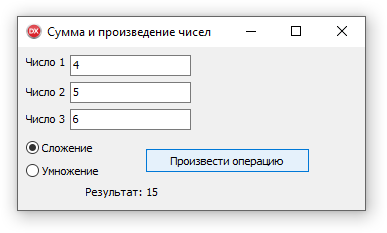 DX Сумма и произведение чисел
Число 1 4
Число 2 5
Число 3 6
Сложение
Произвести операцию
Умножение
Результат: 15